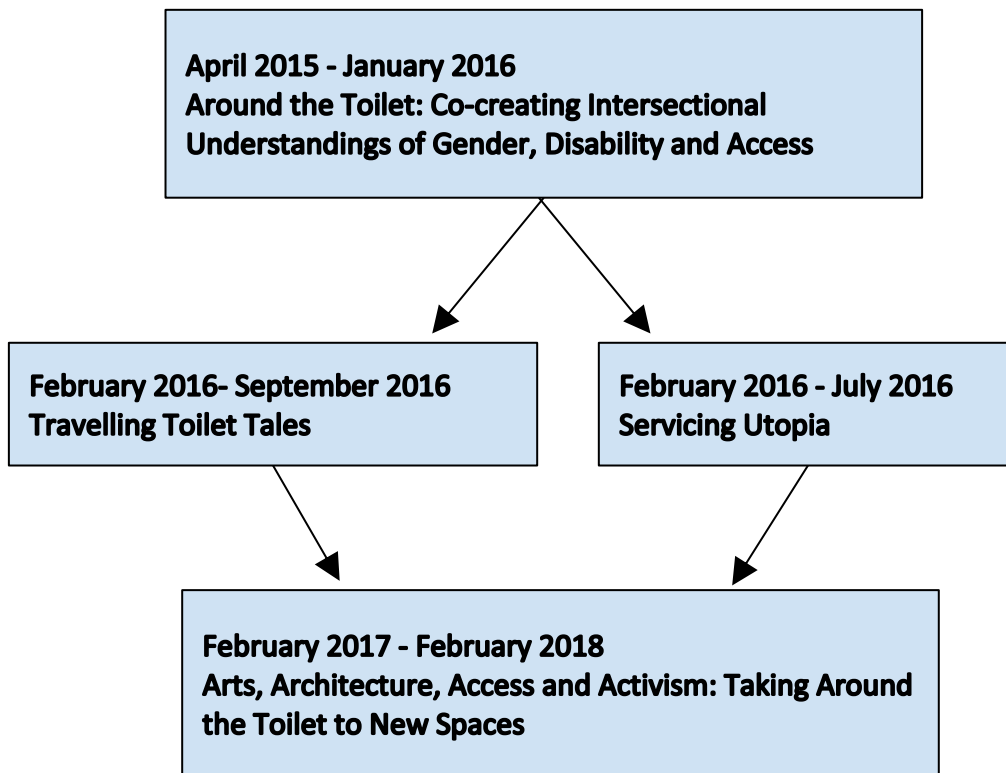 April 2015 - January 2016
Around the Toilet: Co-creating Intersectional
Understandings of Gender, Disability and Access
February 2016- September 2016
Travelling Toilet Tales
February 2016 - July 2016
Servicing Utopia
February 2017 - February 2018
Arts, Architecture, Access and Activism: Taking Around
the Toilet to New Spaces